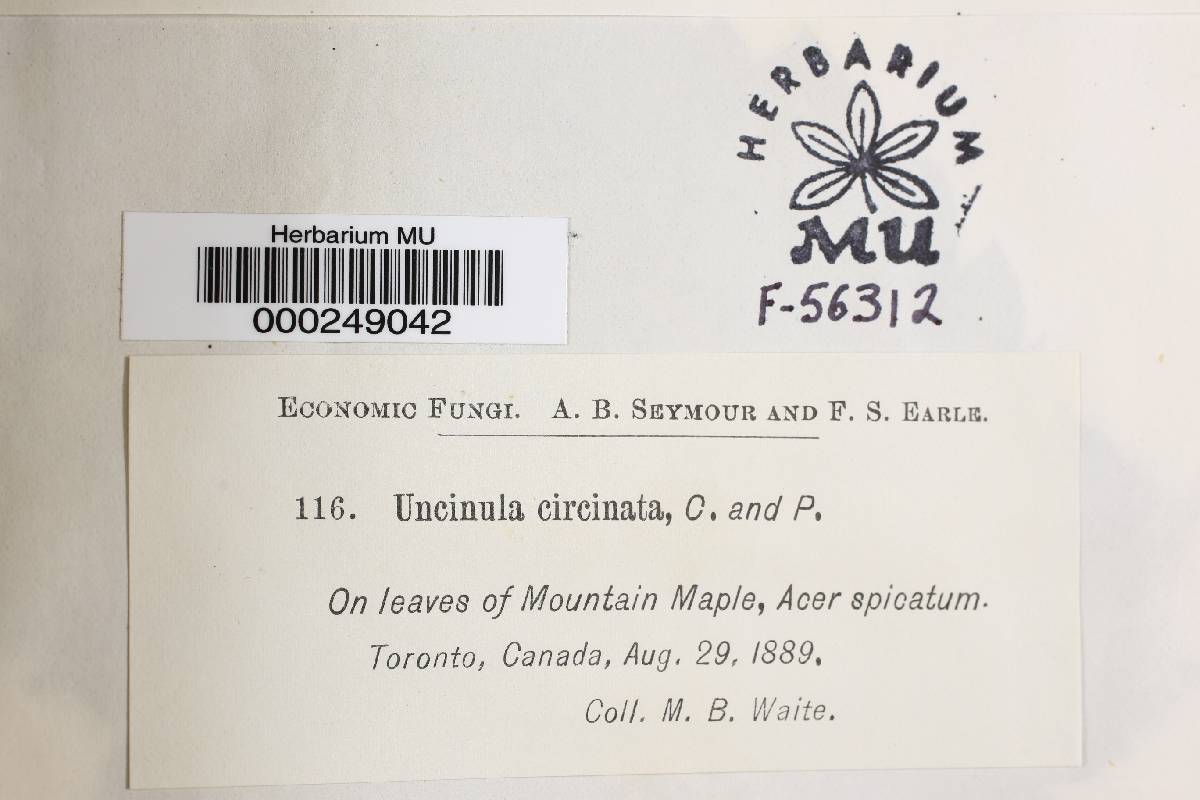 HERBARIUM
MU
F-56312
Herbarium MU
000249042
ECONOMIC FUNGI. A. B. SEYMOUR AND F. S. EARLE.
116. Uncinula circinata, C. and P.
On leaves of Mountain Maple, Acer spicatum.
Toronto, Canada, Aug. 29, 1889.
Coll. M. B. Waite.